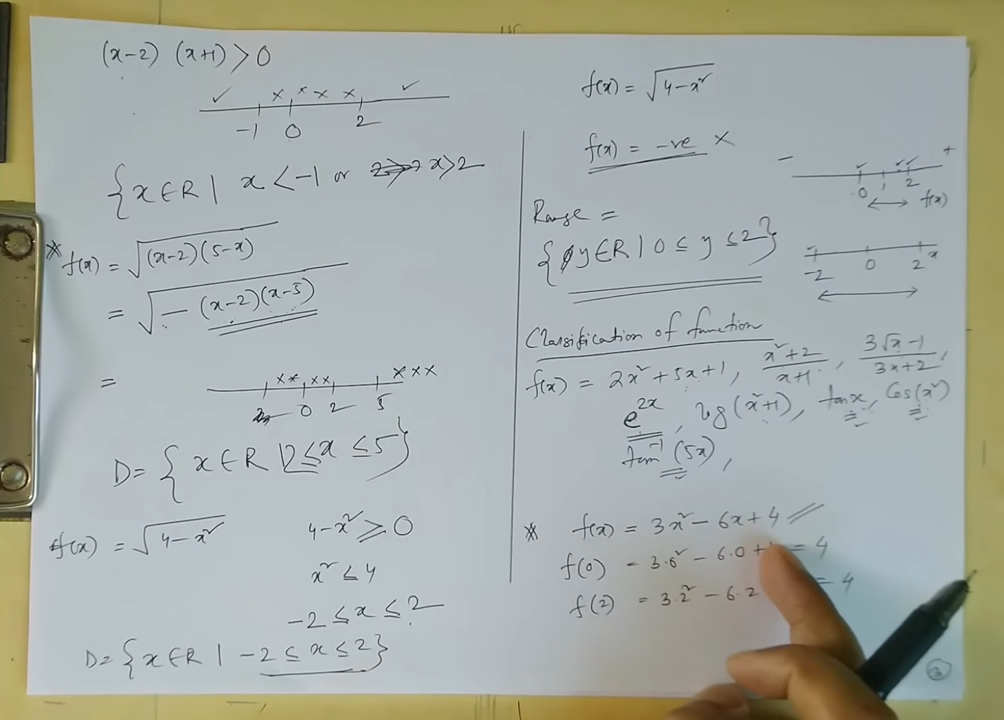 (x-2) (x+1) > 0
-1 0 2
{x∈R | x < -1 or x>2
* f(x) = √(x-2)(5-x)
= √-(x-2)(x-5)
=
0 2 5
D= {x∈R | 2≤x≤5}
f(x) = √4-x² 4-x² ≥ 0
x² ≤ 4
-2 ≤ x ≤ 2
D= {x∈R | -2 ≤ x ≤ 2}
f(x) = √4-x²
f(x) = -ve ×
- +
0 1 2
f(x)
Range =
{y∈R | 0 ≤ y ≤ 2}
-2 0 2 x
Classification of function
f(x) = 2x²+5x+1, x²+2/x+1, 3√x-1/3x+2,
e^2x, log(x²+1), tanx, Cos(x²)
tan⁻¹(5x),
* f(x) = 3x²-6x+4
f(0) = 3.0² - 6.0 + = 4
f(2) = 3.2² - 6.2 = 4